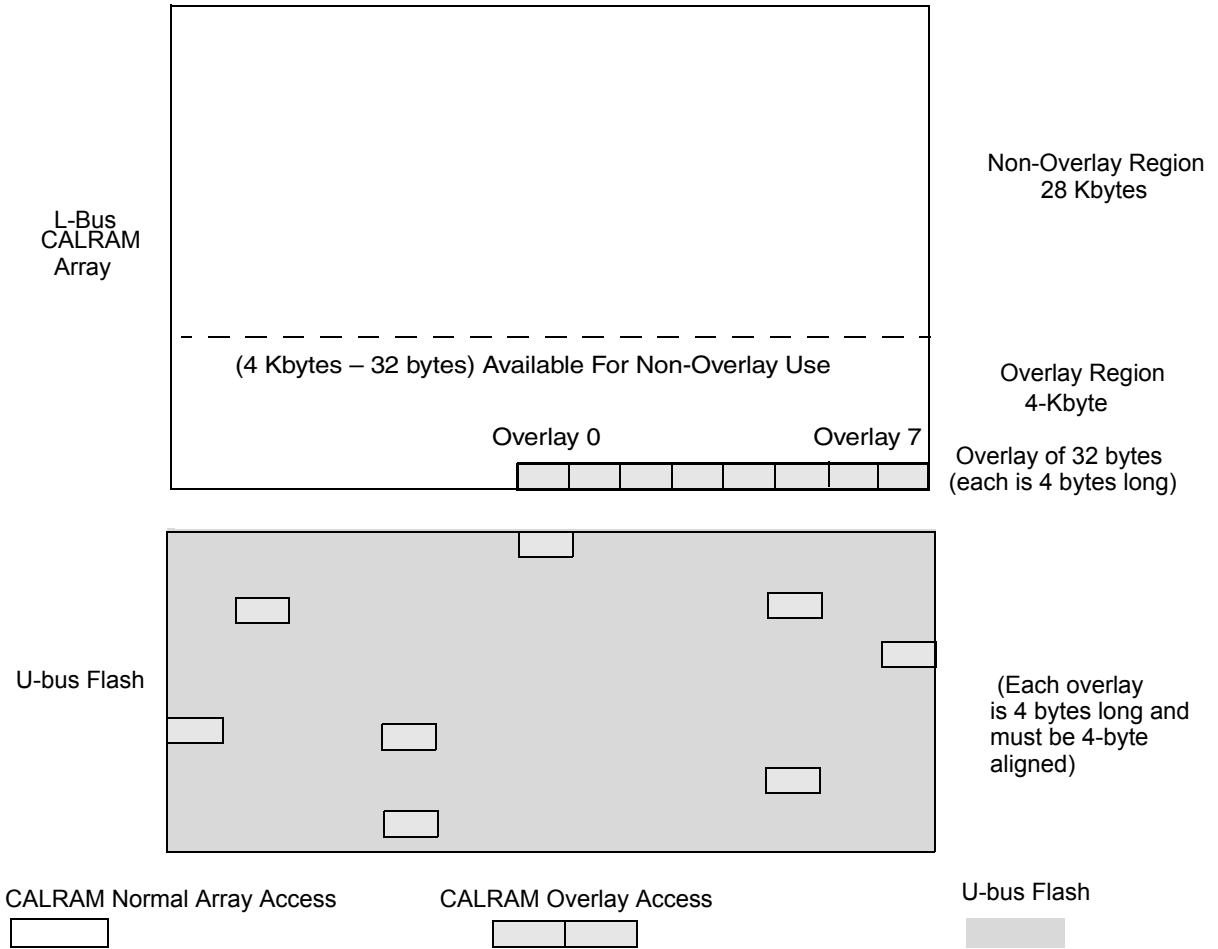 Non-Overlay Region
28 Kbytes
L-Bus
CALRAM
Array
(4 Kbytes – 32 bytes) Available For Non-Overlay Use
Overlay Region
4-Kbyte
Overlay 0
Overlay 7
Overlay of 32 bytes
(each is 4 bytes long)
U-bus Flash
(Each overlay
is 4 bytes long and
must be 4-byte
aligned)
CALRAM Normal Array Access
CALRAM Overlay Access
U-bus Flash